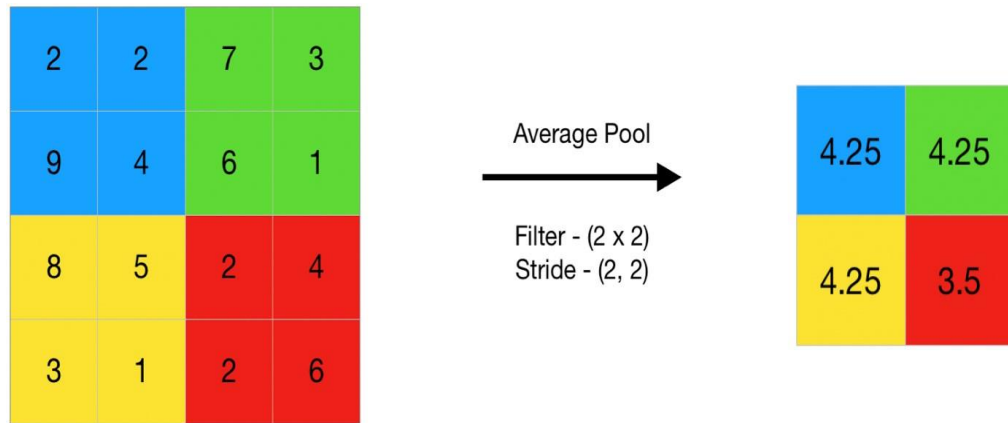 2 2 7 3
9 4 6 1
8 5 2 4
3 1 2 6
Average Pool
Filter - (2 x 2)
Stride - (2, 2)
4.25 4.25
4.25 3.5